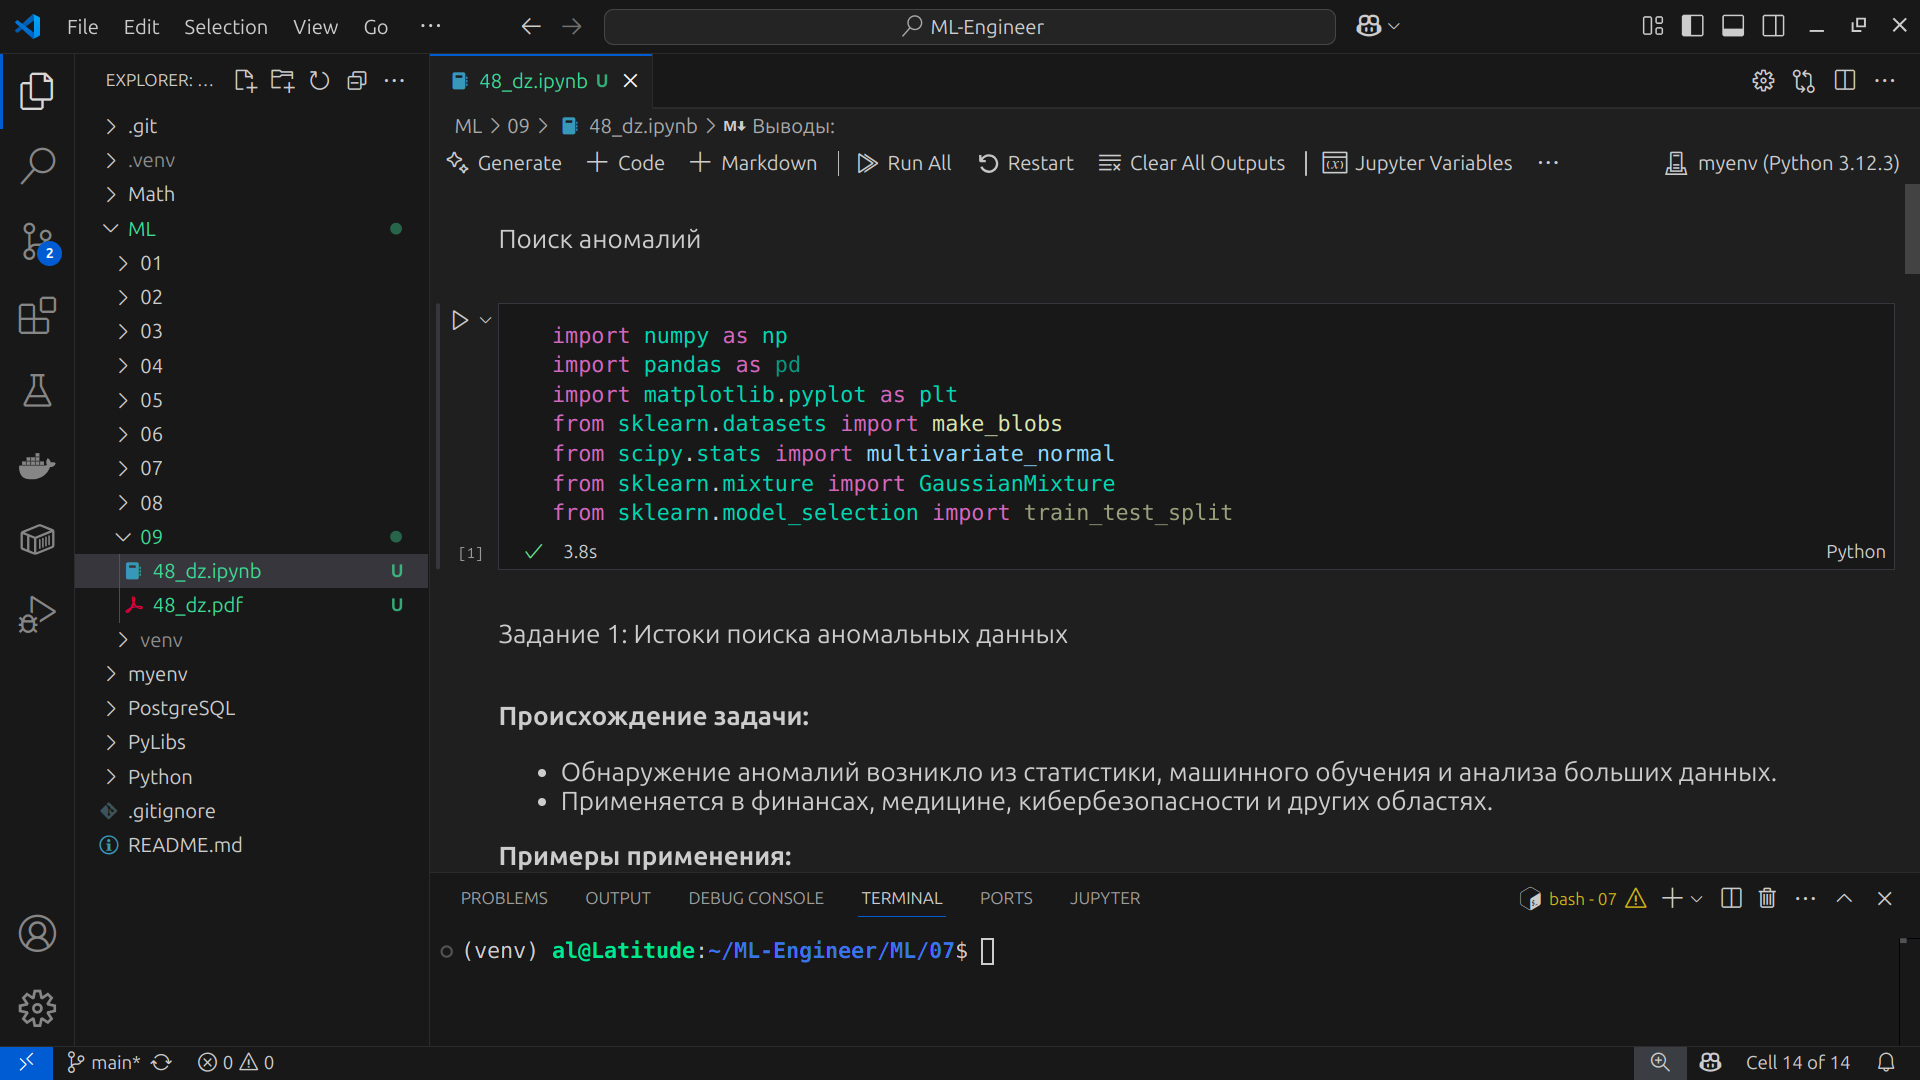 File Edit Selection View Go ··· ML-Engineer
EXPLORER: ...
.git
.venv
Math
ML
01
02
03
04
05
06
07
08
09
48_dz.ipynb U
48_dz.pdf U
venv
myenv
PostgreSQL
PyLibs
Python
.gitignore
README.md
2
48_dz.ipynb U
ML > 09 > 48_dz.ipynb > M↓ Выводы:
Generate + Code + Markdown | Run All Restart Clear All Outputs | Jupyter Variables ··· myenv (Python 3.12.3)
Поиск аномалий
import numpy as np
import pandas as pd
import matplotlib.pyplot as plt
from sklearn.datasets import make_blobs
from scipy.stats import multivariate_normal
from sklearn.mixture import GaussianMixture
from sklearn.model_selection import train_test_split
[1] ✓ 3.8s Python
Задание 1: Истоки поиска аномальных данных
Происхождение задачи:
• Обнаружение аномалий возникло из статистики, машинного обучения и анализа больших данных.
• Применяется в финансах, медицине, кибербезопасности и других областях.
Примеры применения:
PROBLEMS OUTPUT DEBUG CONSOLE TERMINAL PORTS JUPYTER bash - 07
(venv) al@Latitude:~/ML-Engineer/ML/07$
main* 0 0 Cell 14 of 14